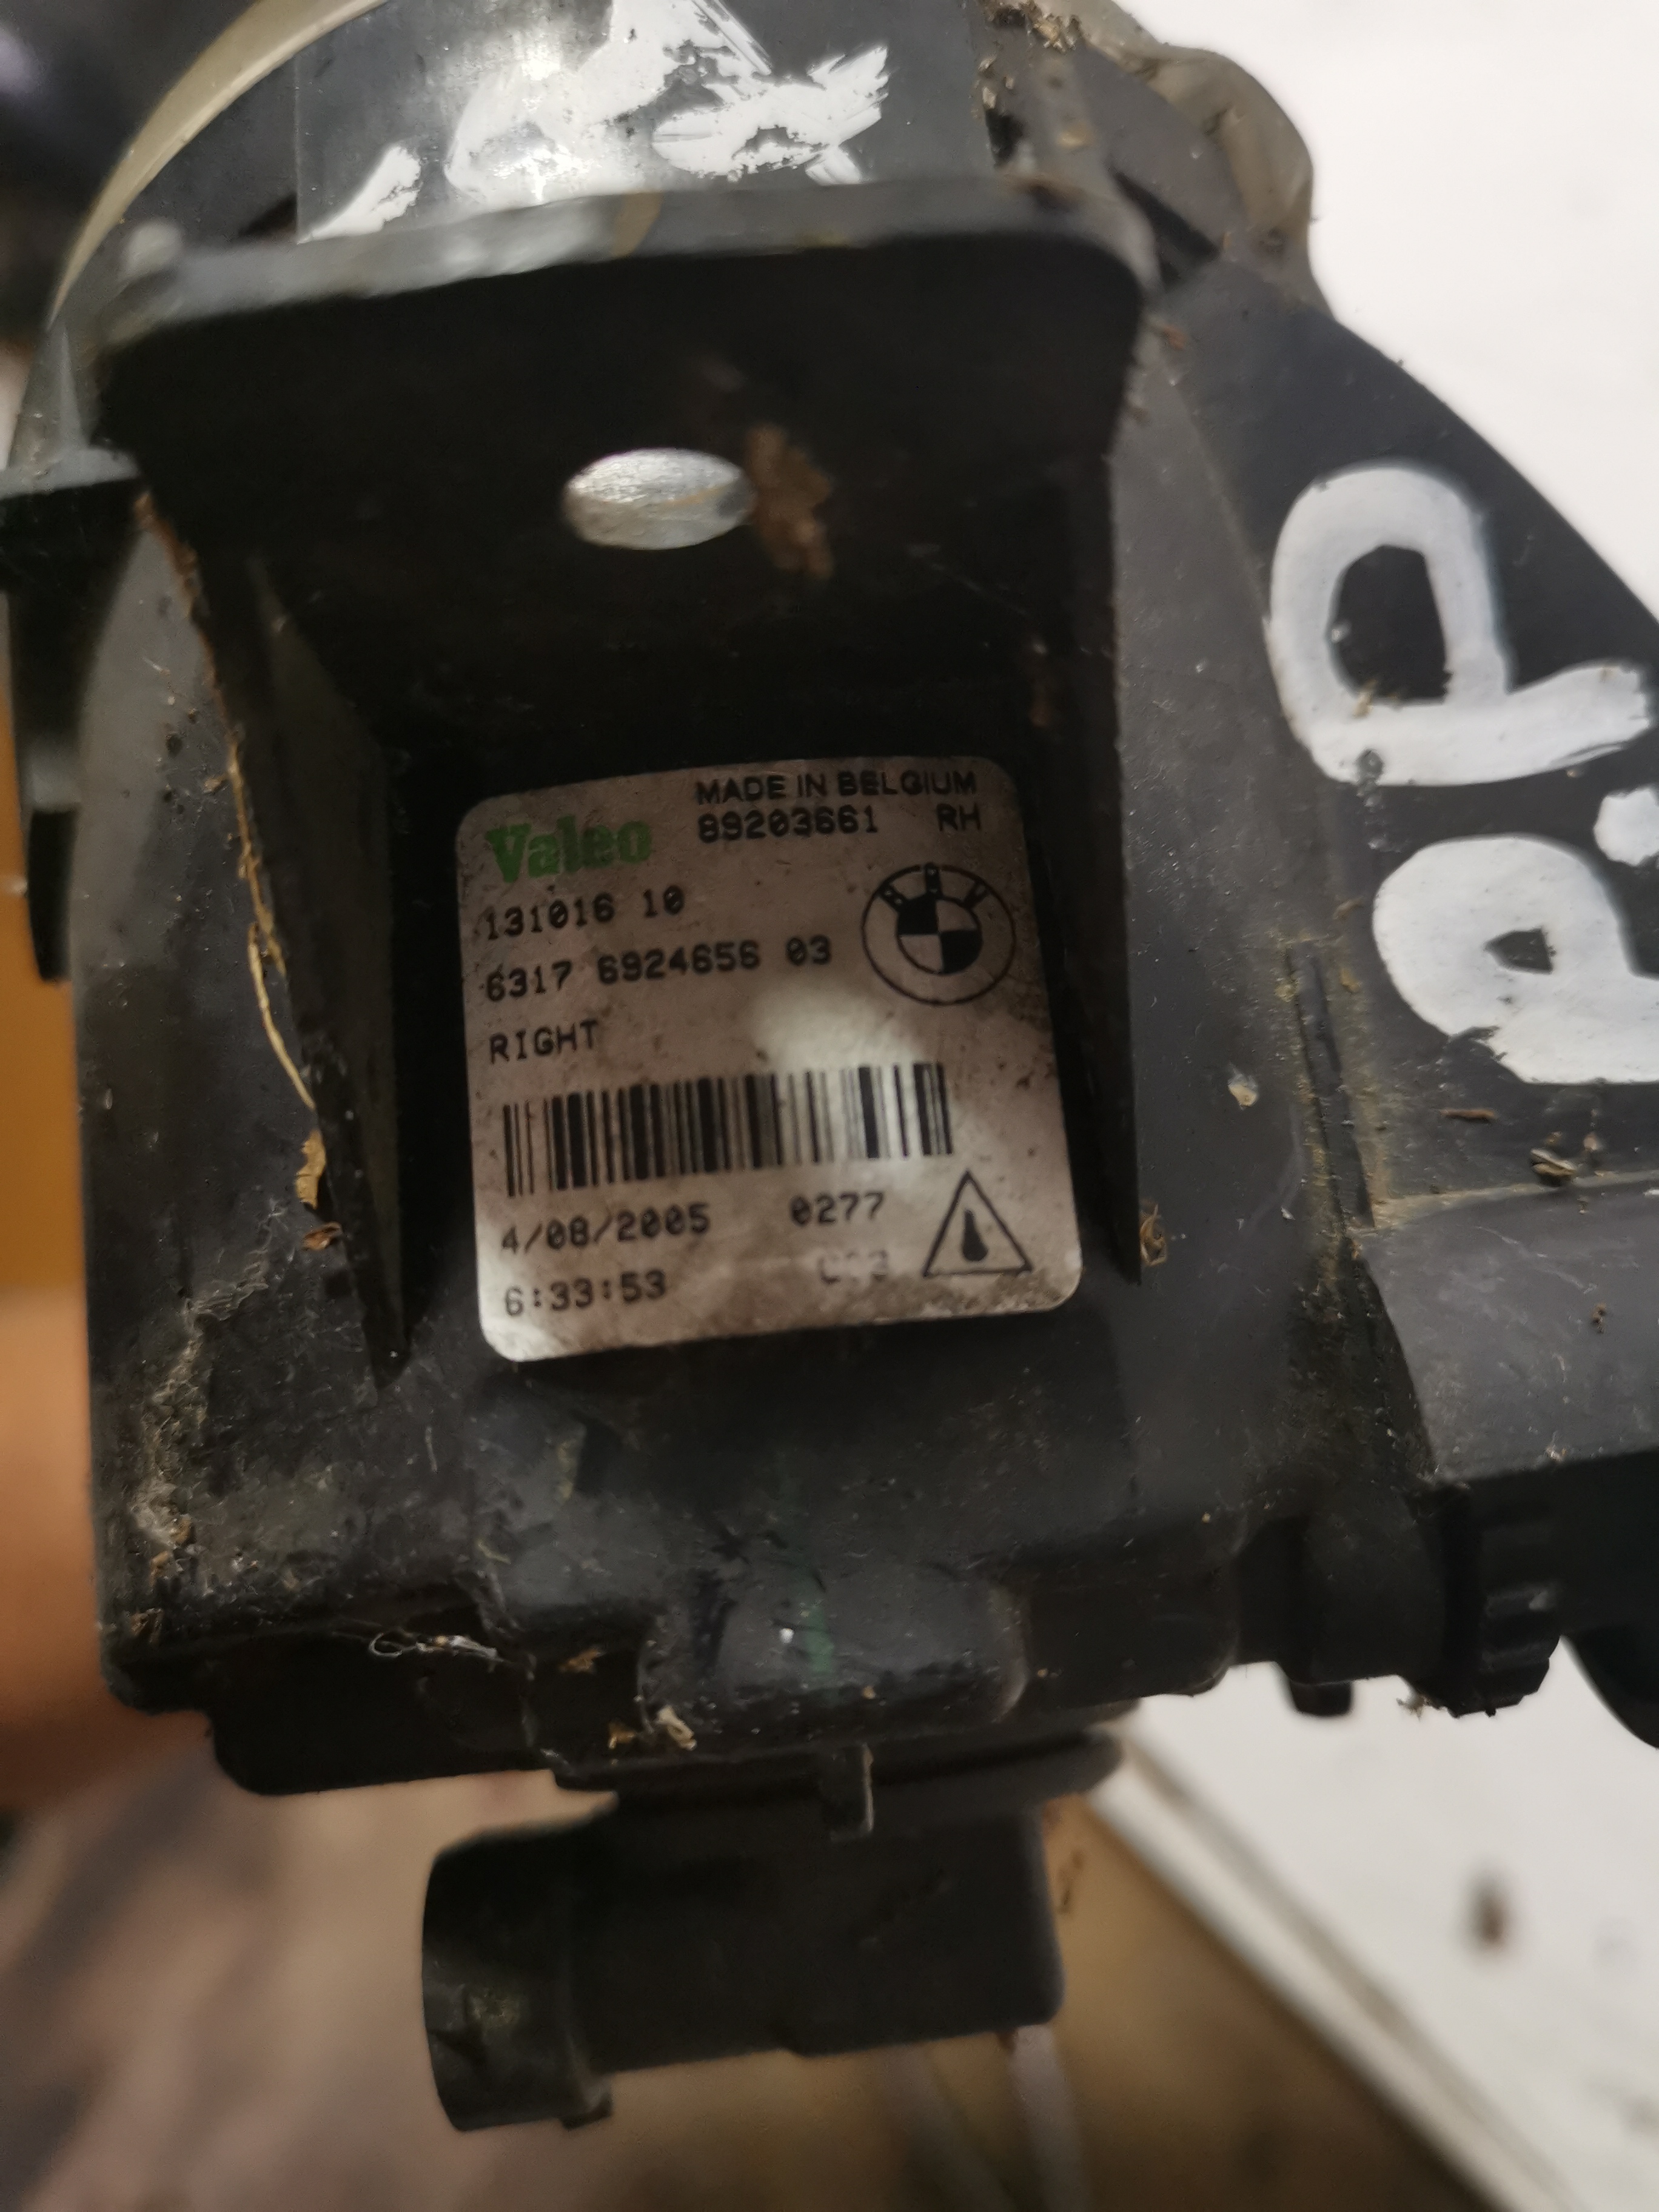 MADE IN BELGIUM
Valeo 89203661 RH
131016 10
6317 6924656 03
RIGHT
4/08/2005 0277
6:33:53
P.P